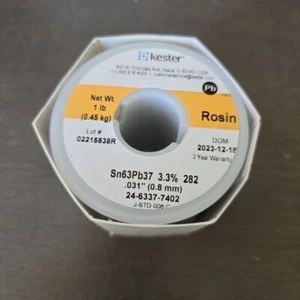 kester
Pb
Net Wt.
1 lb
(0.45 kg)
Rosin
Lot #
02215538R
DOM:
2023-12-18
3 Year Warranty
Sn63Pb37 3.3% 282
.031" (0.8 mm)
24-6337-7402
J-STD-006 C